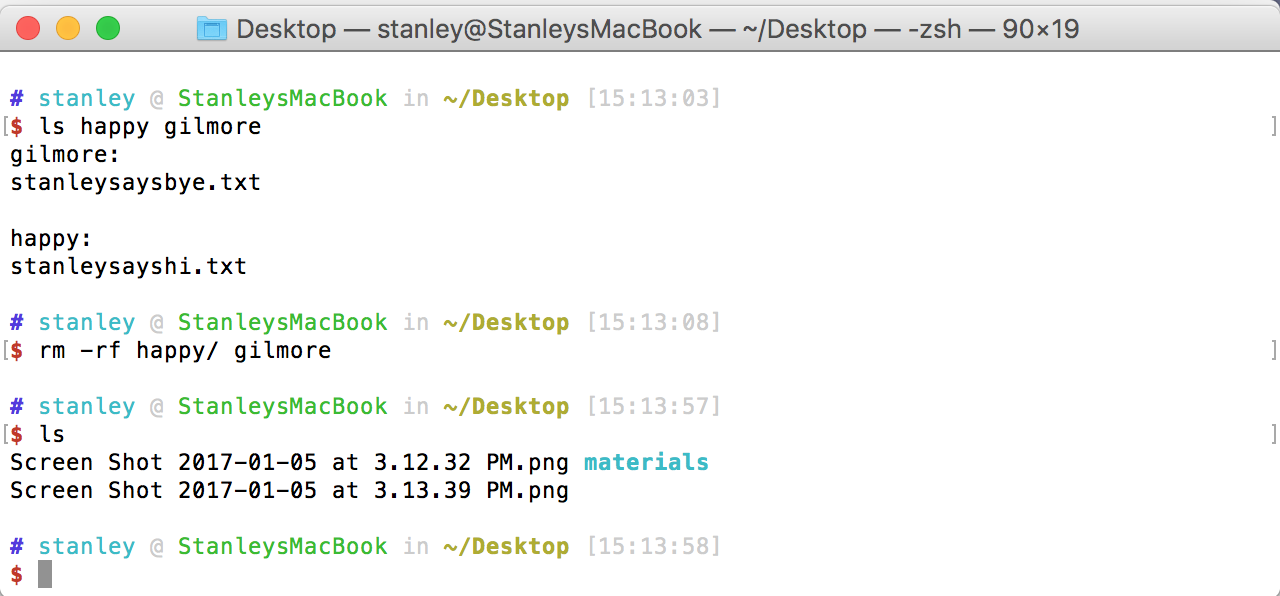 Desktop — stanley@StanleysMacBook — ~/Desktop — -zsh — 90×19
# stanley @ StanleysMacBook in ~/Desktop [15:13:03]
[$ ls happy gilmore ]
gilmore:
stanleysaysbye.txt
happy:
stanleysayshi.txt
# stanley @ StanleysMacBook in ~/Desktop [15:13:08]
[$ rm -rf happy/ gilmore ]
# stanley @ StanleysMacBook in ~/Desktop [15:13:57]
[$ ls ]
Screen Shot 2017-01-05 at 3.12.32 PM.png materials
Screen Shot 2017-01-05 at 3.13.39 PM.png
# stanley @ StanleysMacBook in ~/Desktop [15:13:58]
$